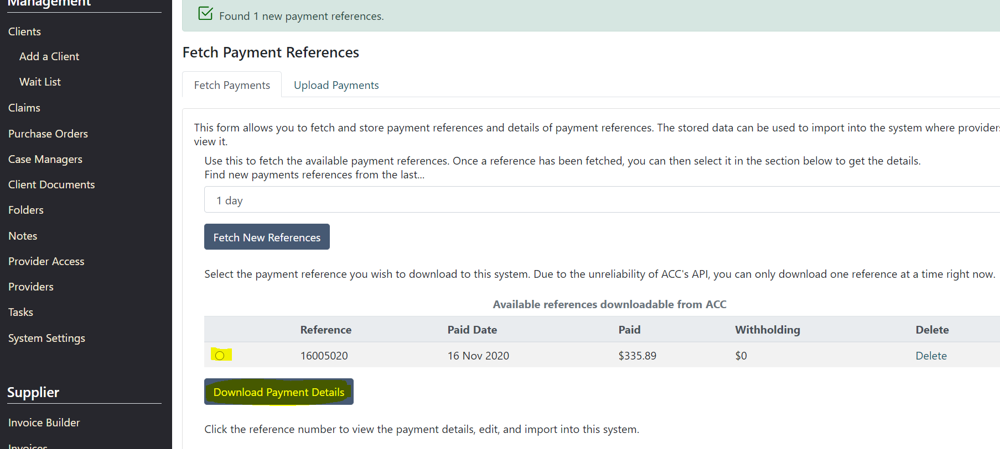 Management
Clients
Add a Client
Wait List
Claims
Purchase Orders
Case Managers
Client Documents
Folders
Notes
Provider Access
Providers
Tasks
System Settings
Supplier
Invoice Builder
Invoices
Found 1 new payment references.
Fetch Payment References
Fetch Payments
Upload Payments
This form allows you to fetch and store payment references and details of payment references. The stored data can be used to import into the system where providers
view it.
Use this to fetch the available payment references. Once a reference has been fetched, you can then select it in the section below to get the details.
Find new payments references from the last...
1 day
Fetch New References
Select the payment reference you wish to download to this system. Due to the unreliability of ACC's API, you can only download one reference at a time right now.
Available references downloadable from ACC
Reference Paid Date Paid Withholding Delete
16005020 16 Nov 2020 $335.89 $0 Delete
Download Payment Details
Click the reference number to view the payment details, edit, and import into this system.